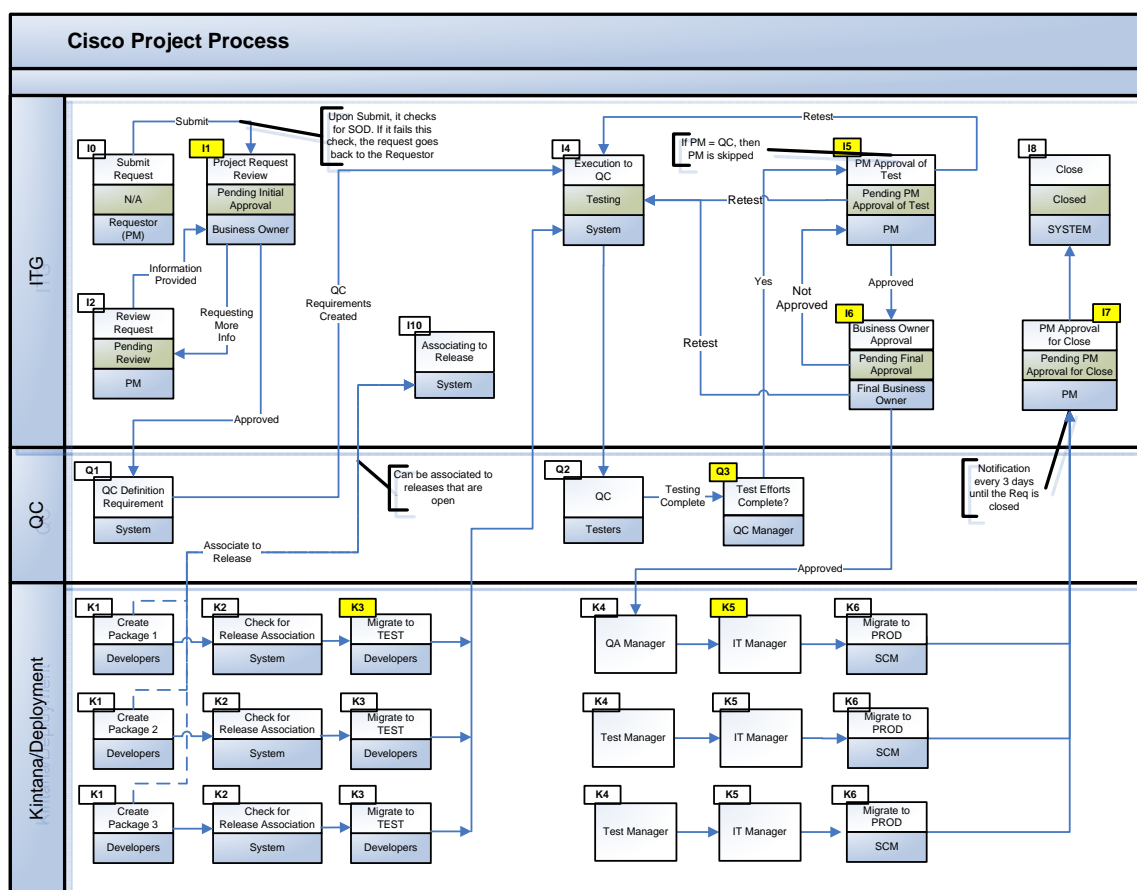 Cisco Project Process
ITG
Submit
Upon Submit, it checks
for SOD. If it fails this
check, the request goes
back to the Requestor
I0
Submit
Request
N/A
Requestor
(PM)
I1
Project Request
Review
Pending Initial
Approval
Business Owner
Information
Provided
I2
Review
Request
Pending
Review
PM
Requesting
More
Info
Approved
QC
Requirements
Created
I10
Associating to
Release
System
I4
Execution to
QC
Testing
System
Retest
If PM = QC, then
PM is skipped
I5
PM Approval of
Test
Pending PM
Approval of Test
PM
Retest
Yes
Not
Approved
Approved
Retest
I6
Business Owner
Approval
Pending Final
Approval
Final Business
Owner
I8
Close
Closed
SYSTEM
I7
PM Approval
for Close
Pending PM
Approval for Close
PM
QC
Q1
QC Definition
Requirement
System
Can be associated to
releases that are
open
Associate to
Release
Q2
QC
Testers
Testing
Complete
Q3
Test Efforts
Complete?
QC Manager
Notification
every 3 days
until the Req is
closed
Approved
Kintana/Deployment
K1
Create
Package 1
Developers
K2
Check for
Release Association
System
K3
Migrate to
TEST
Developers
K4
QA Manager
K5
IT Manager
K6
Migrate to
PROD
SCM
K1
Create
Package 2
Developers
K2
Check for
Release Association
System
K3
Migrate to
TEST
Developers
K4
Test Manager
K5
IT Manager
K6
Migrate to
PROD
SCM
K1
Create
Package 3
Developers
K2
Check for
Release Association
System
K3
Migrate to
TEST
Developers
K4
Test Manager
K5
IT Manager
K6
Migrate to
PROD
SCM